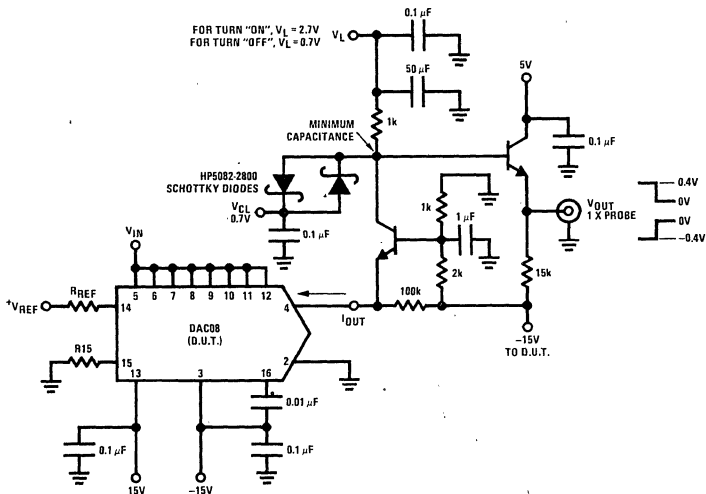 FOR TURN "ON", VL = 2.7V
FOR TURN "OFF", VL = 0.7V
VL
0.1 μF
50 μF
5V
1k
MINIMUM
CAPACITANCE
0.1 μF
HP5082-2800
SCHOTTKY DIODES
VCL
0.7V
0.1 μF
1k
1 μF
2k
VOUT
1 X PROBE
0.4V
0V
0V
−0.4V
15k
100k
−15V
TO D.U.T.
VIN
5 6 7 8 9 10 11 12
+VREF
RREF
14
4
IOUT
DAC08
(D.U.T.)
R15
15
2
13
3
16
0.01 μF
0.1 μF
0.1 μF
15V
−15V